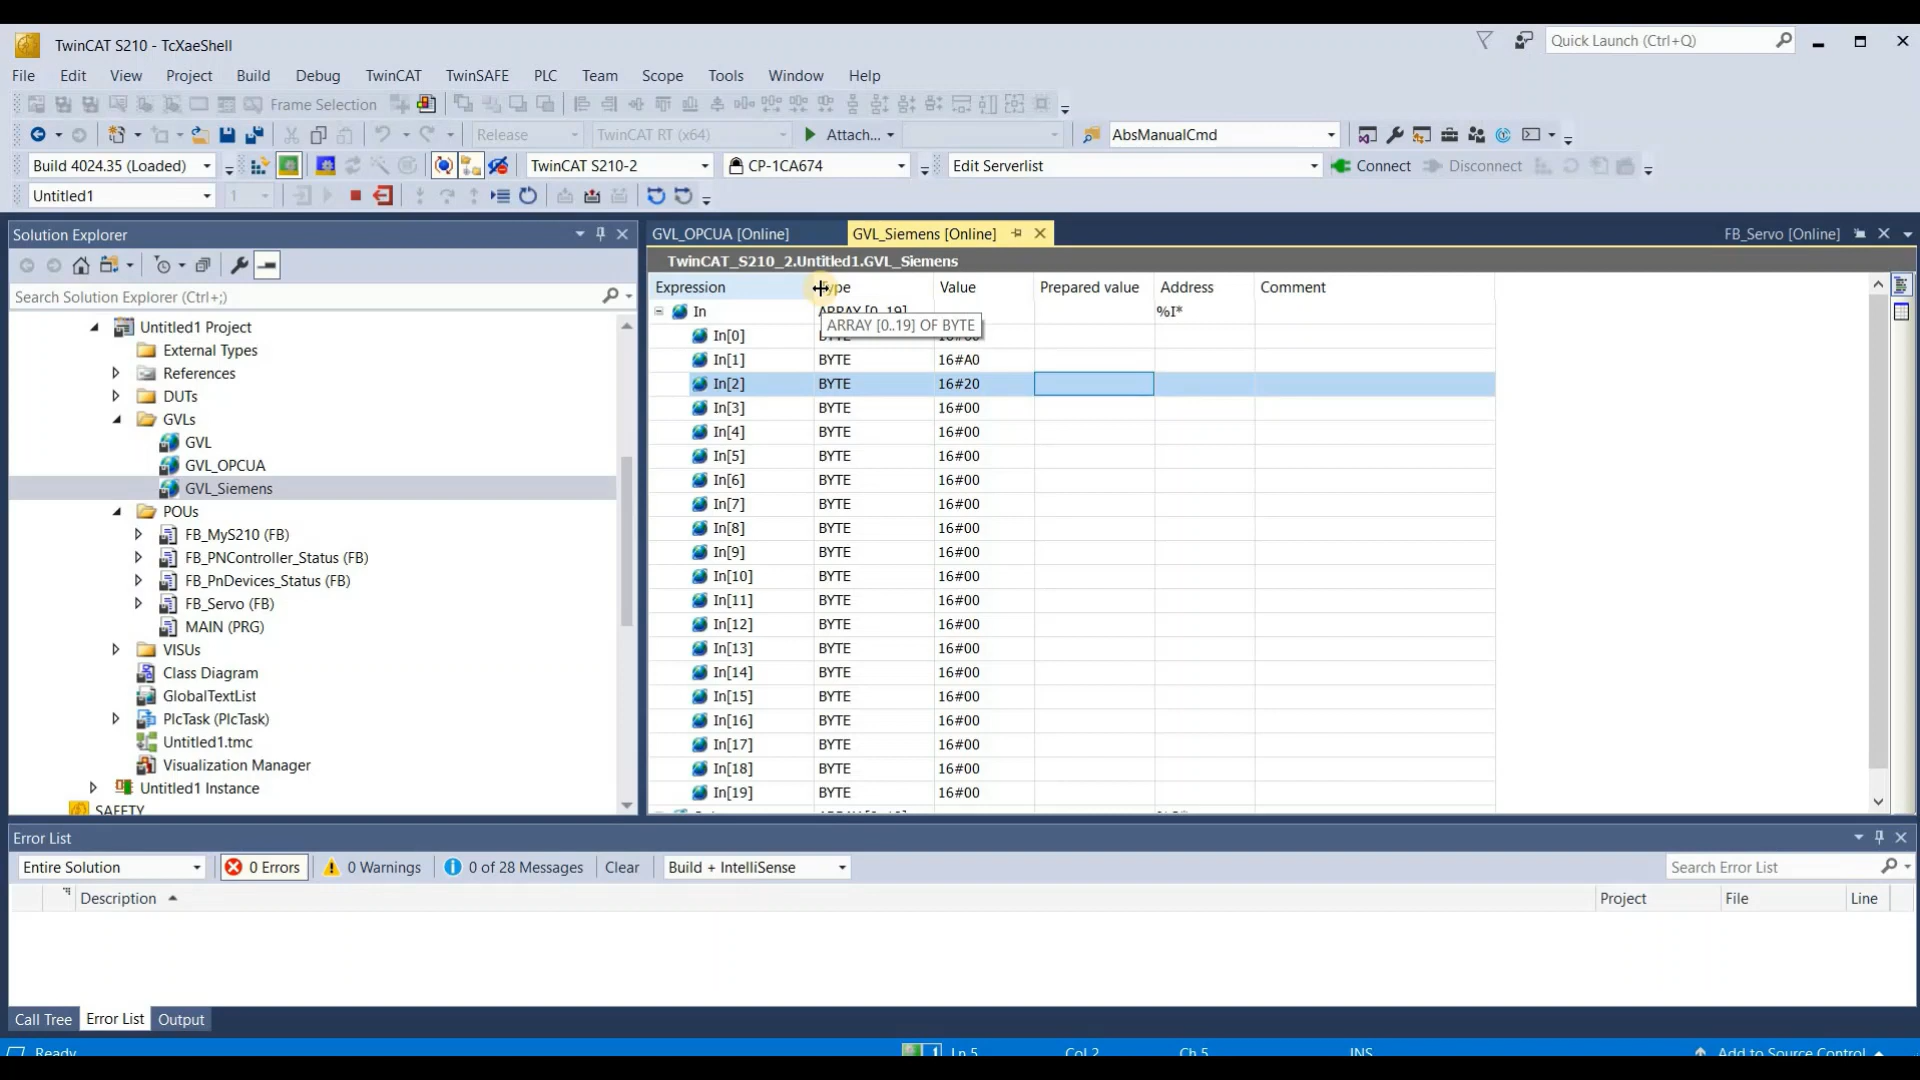 TwinCAT S210 - TcXaeShell
Quick Launch (Ctrl+Q)
File Edit View Project Build Debug TwinCAT TwinSAFE PLC Team Scope Tools Window Help
Frame Selection
Release TwinCAT RT (x64) Attach... AbsManualCmd
Build 4024.35 (Loaded) TwinCAT S210-2 CP-1CA674 Edit Serverlist Connect Disconnect
Untitled1 1
Solution Explorer
Search Solution Explorer (Ctrl+;)
Untitled1 Project
External Types
References
DUTs
GVLs
GVL
GVL_OPCUA
GVL_Siemens
POUs
FB_MyS210 (FB)
FB_PNController_Status (FB)
FB_PnDevices_Status (FB)
FB_Servo (FB)
MAIN (PRG)
VISUs
Class Diagram
GlobalTextList
PlcTask (PlcTask)
Untitled1.tmc
Visualization Manager
Untitled1 Instance
SAFETY
GVL_OPCUA [Online] GVL_Siemens [Online] FB_Servo [Online]
TwinCAT_S210_2.Untitled1.GVL_Siemens
Expression Type Value Prepared value Address Comment
In ARRAY [0..19] %I*
ARRAY [0..19] OF BYTE
In[0]
In[1] BYTE 16#A0
In[2] BYTE 16#20
In[3] BYTE 16#00
In[4] BYTE 16#00
In[5] BYTE 16#00
In[6] BYTE 16#00
In[7] BYTE 16#00
In[8] BYTE 16#00
In[9] BYTE 16#00
In[10] BYTE 16#00
In[11] BYTE 16#00
In[12] BYTE 16#00
In[13] BYTE 16#00
In[14] BYTE 16#00
In[15] BYTE 16#00
In[16] BYTE 16#00
In[17] BYTE 16#00
In[18] BYTE 16#00
In[19] BYTE 16#00
Error List
Entire Solution 0 Errors 0 Warnings 0 of 28 Messages Clear Build + IntelliSense Search Error List
Description Project File Line
Call Tree Error List Output
Ready 1 Ln 5 Col 2 Ch 5 INS Add to Source Control